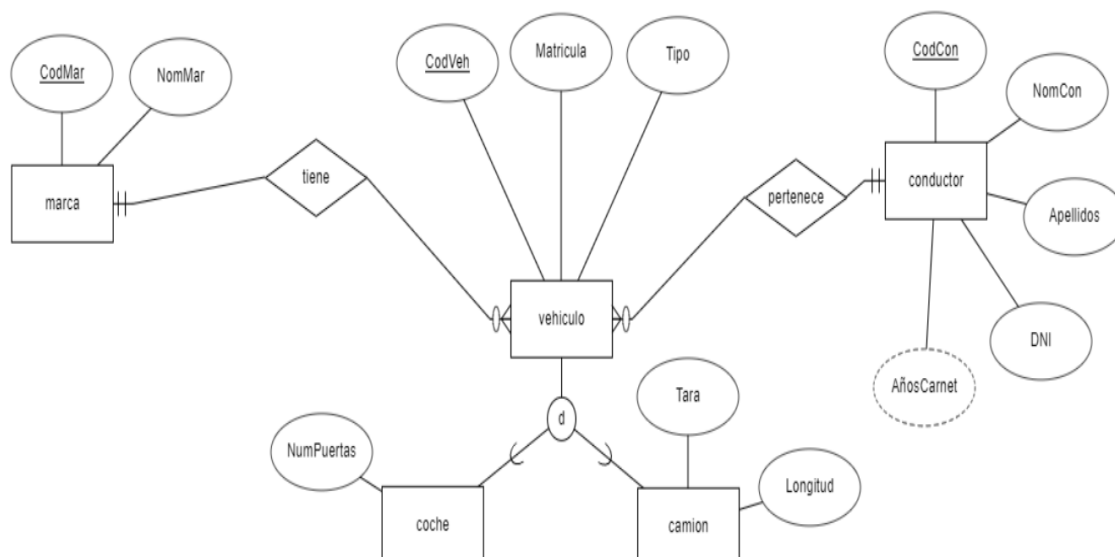 CodMar
NomMar
CodVeh
Matricula
Tipo
CodCon
NomCon
marca
tiene
pertenece
conductor
Apellidos
vehiculo
DNI
AñosCarnet
d
Tara
NumPuertas
Longitud
coche
camion